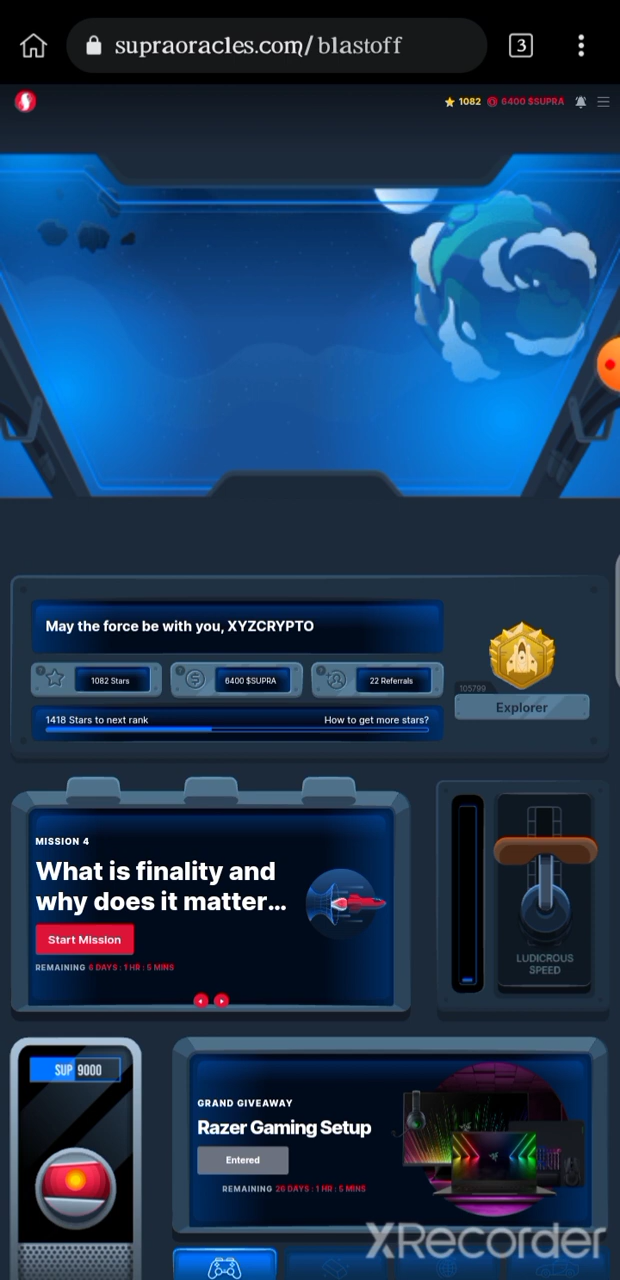 supraoracles.com/blastoff
3
1082
6400 $SUPRA
May the force be with you, XYZCRYPTO
1082 Stars
6400 $SUPRA
22 Referrals
105799
Explorer
1418 Stars to next rank
How to get more stars?
MISSION 4
What is finality and
why does it matter...
Start Mission
REMAINING 6 DAYS : 1 HR : 5 MINS
LUDICROUS
SPEED
SUP 9000
GRAND GIVEAWAY
Razer Gaming Setup
Entered
REMAINING 26 DAYS : 1 HR : 5 MINS
XRecorder